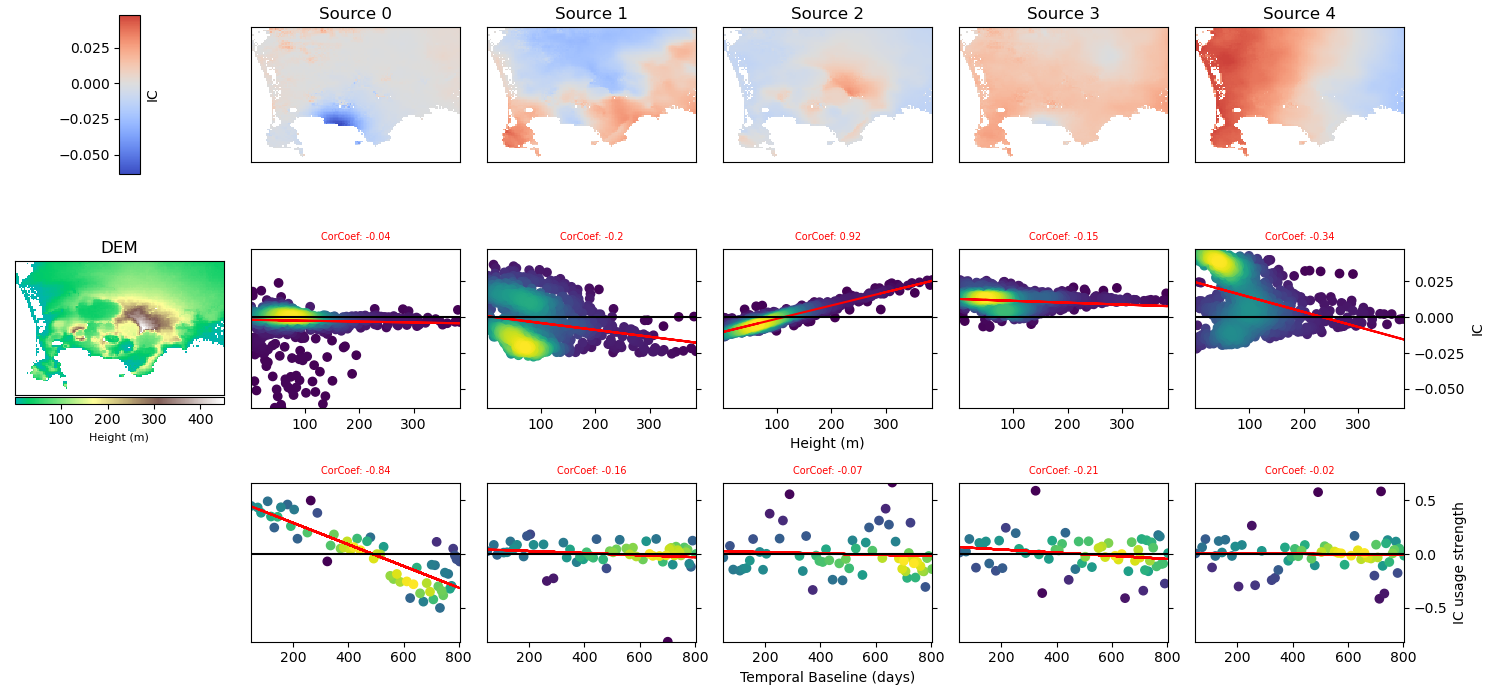 Source 0 Source 1 Source 2 Source 3 Source 4
0.025
0.000
−0.025
−0.050
IC
DEM
100 200 300 400
Height (m)
CorCoef: -0.04 CorCoef: -0.2 CorCoef: 0.92 CorCoef: -0.15 CorCoef: -0.34
0.025
0.000
−0.025
−0.050
IC
100 200 300 100 200 300 100 200 300 100 200 300 100 200 300
Height (m)
CorCoef: -0.84 CorCoef: -0.16 CorCoef: -0.07 CorCoef: -0.21 CorCoef: -0.02
0.5
0.0
−0.5
IC usage strength
200 400 600 800 200 400 600 800 200 400 600 800 200 400 600 800 200 400 600 800
Temporal Baseline (days)